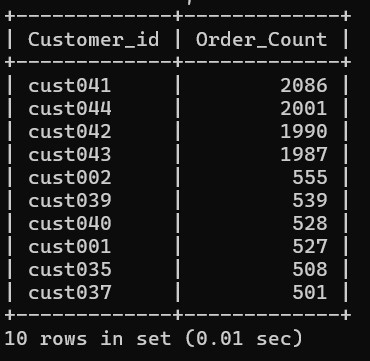 +-------------+-------------+
| Customer_id | Order_Count |
+-------------+-------------+
| cust041     |        2086 |
| cust044     |        2001 |
| cust042     |        1990 |
| cust043     |        1987 |
| cust002     |         555 |
| cust039     |         539 |
| cust040     |         528 |
| cust001     |         527 |
| cust035     |         508 |
| cust037     |         501 |
+-------------+-------------+
10 rows in set (0.01 sec)